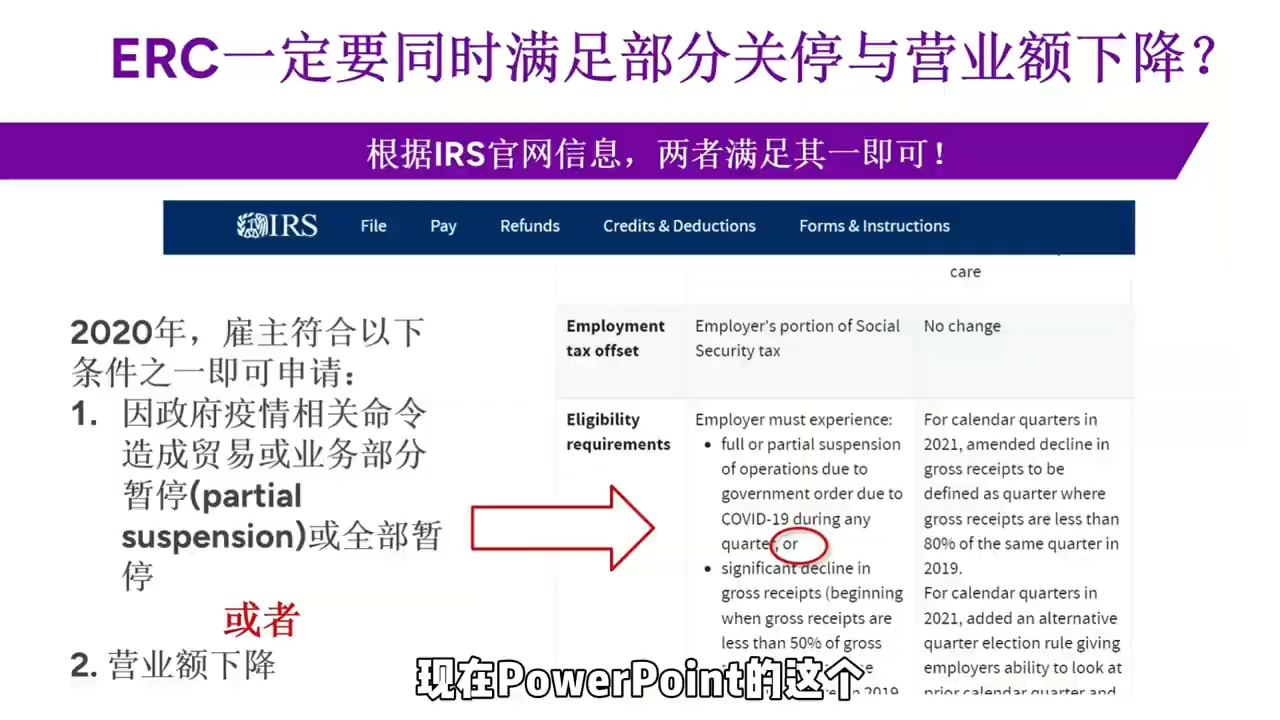 ERC一定要同时满足部分关停与营业额下降？
根据IRS官网信息，两者满足其一即可！
IRS File Pay Refunds Credits & Deductions Forms & Instructions
care
2020年，雇主符合以下
条件之一即可申请：
1. 因政府疫情相关命令
造成贸易或业务部分
暂停(partial
suspension)或全部暂
停
或者
2. 营业额下降
Employment
tax offset
Employer's portion of Social
Security tax
No change
Eligibility
requirements
Employer must experience:
• full or partial suspension
of operations due to
government order due to
COVID-19 during any
quarter, or
• significant decline in
gross receipts (beginning
when gross receipts are
less than 50% of gross
For calendar quarters in
2021, amended decline in
gross receipts to be
defined as quarter where
gross receipts are less than
80% of the same quarter in
2019.
For calendar quarters in
2021, added an alternative
quarter election rule giving
employers ability to look at
prior calendar quarter and
现在PowerPoint的这个